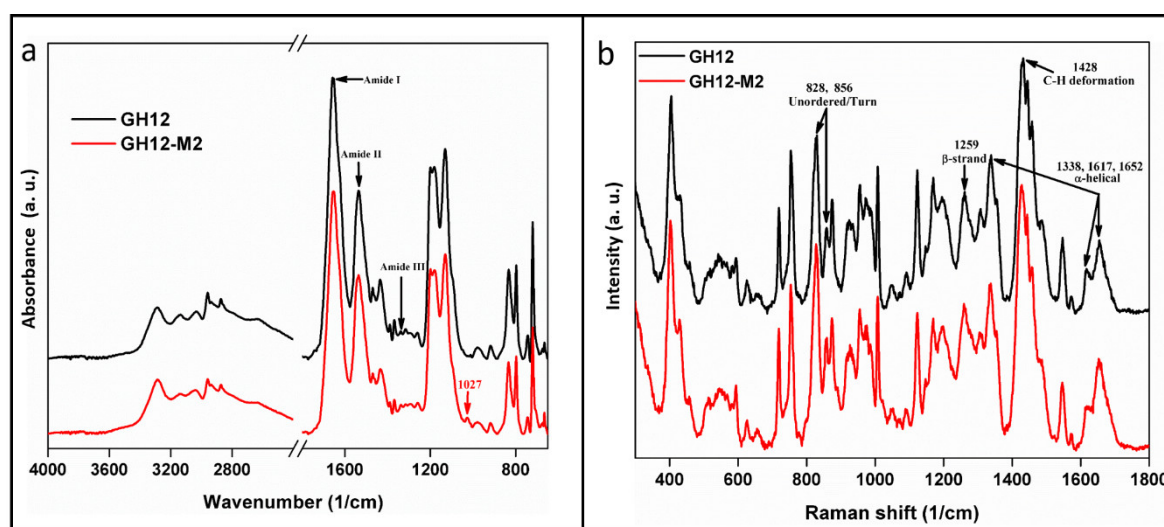 a
GH12
GH12-M2
Amide I
Amide II
Amide III
1027
Absorbance (a. u.)
4000 3200 2800 1600 1200 800
Wavenumber (1/cm)
b
GH12
GH12-M2
828, 856
Unordered/Turn
1259
β-strand
1428
C-H deformation
1338, 1617, 1652
α-helical
Intensity (a. u.)
400 600 800 1000 1200 1400 1600 1800
Raman shift (1/cm)